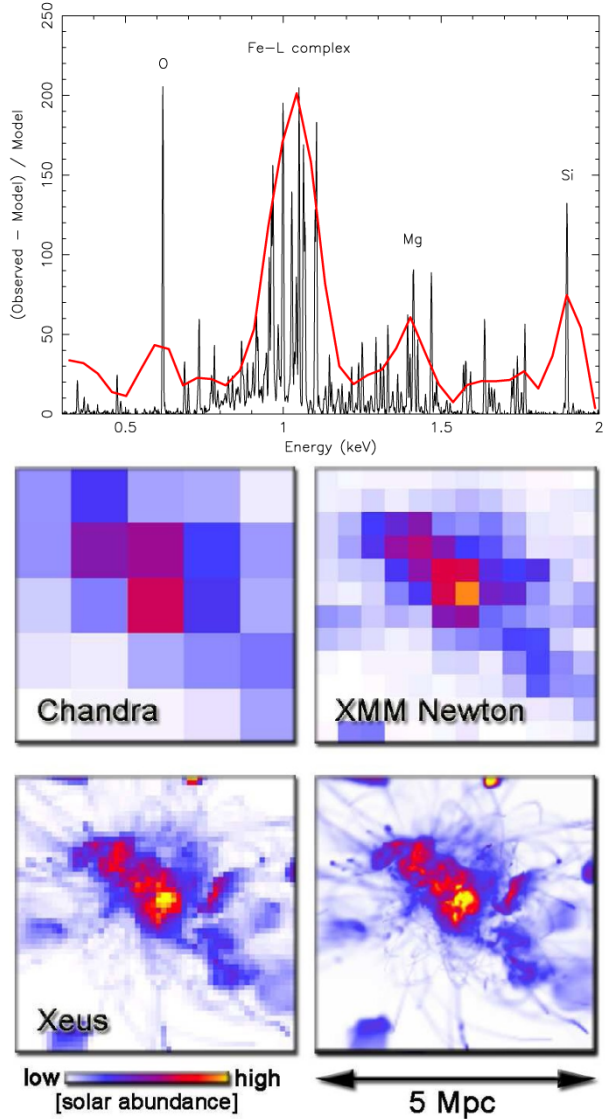 (Observed − Model) / Model
250
200
150
100
50
0
O
Fe−L complex
Mg
Si
0.5
1
1.5
2
Energy (keV)
Chandra
XMM Newton
Xeus
low
high
[solar abundance]
5 Mpc